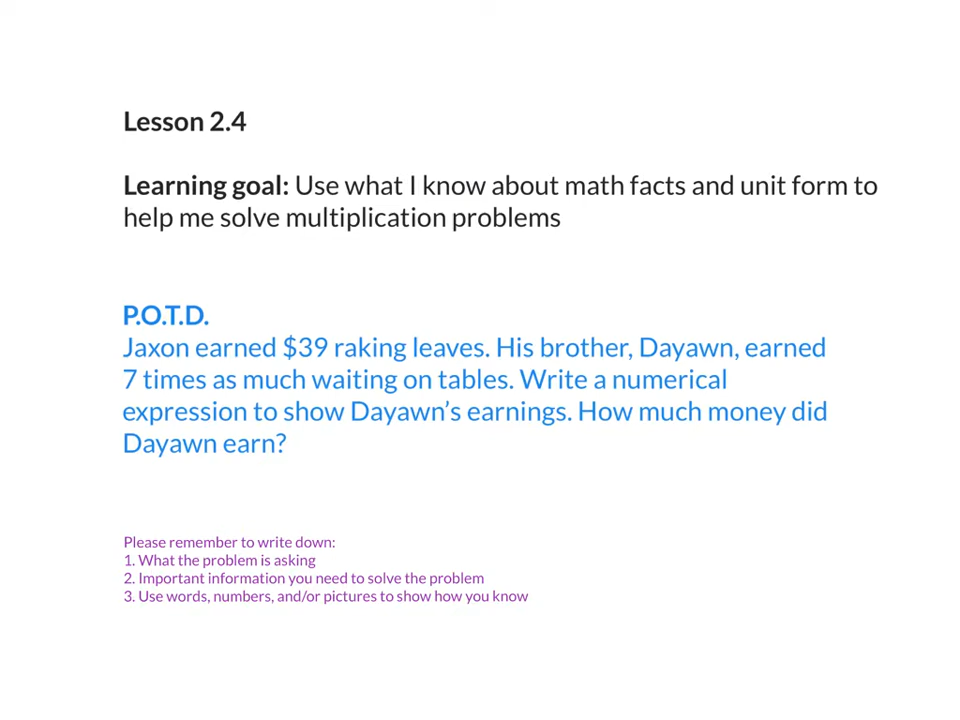 Lesson 2.4
Learning goal: Use what I know about math facts and unit form to
help me solve multiplication problems
P.O.T.D.
Jaxon earned $39 raking leaves. His brother, Dayawn, earned
7 times as much waiting on tables. Write a numerical
expression to show Dayawn’s earnings. How much money did
Dayawn earn?
Please remember to write down:
1. What the problem is asking
2. Important information you need to solve the problem
3. Use words, numbers, and/or pictures to show how you know